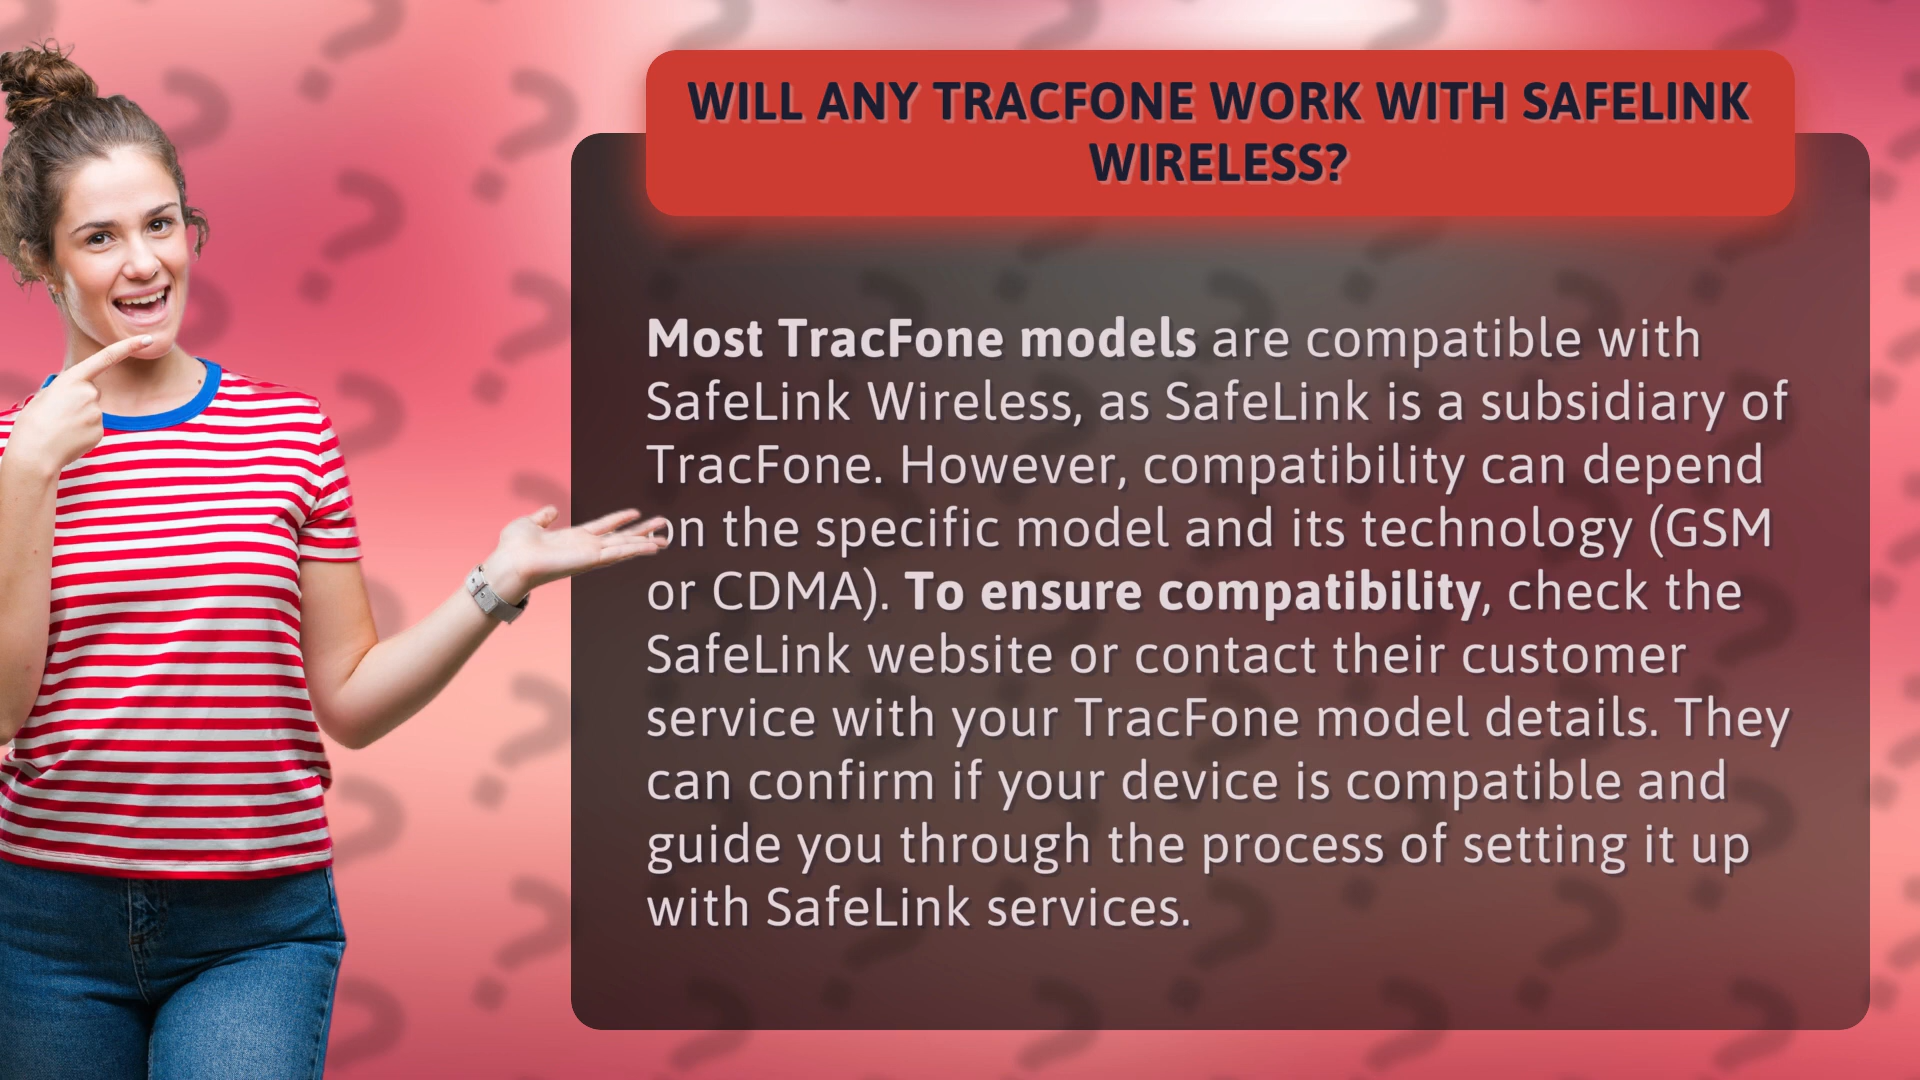 WILL ANY TRACFONE WORK WITH SAFELINK
WIRELESS?
Most TracFone models are compatible with
SafeLink Wireless, as SafeLink is a subsidiary of
TracFone. However, compatibility can depend
on the specific model and its technology (GSM
or CDMA). To ensure compatibility, check the
SafeLink website or contact their customer
service with your TracFone model details. They
can confirm if your device is compatible and
guide you through the process of setting it up
with SafeLink services.